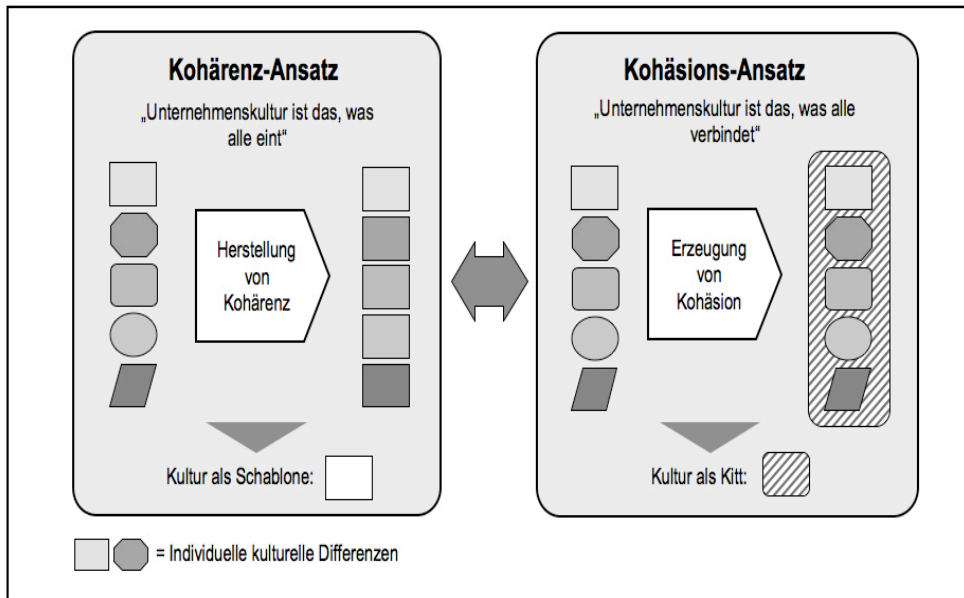 Kohärenz-Ansatz
„Unternehmenskultur ist das, was
alle eint“
Herstellung
von
Kohärenz
Kultur als Schablone:
Kohäsions-Ansatz
„Unternehmenskultur ist das, was alle
verbindet“
Erzeugung
von
Kohäsion
Kultur als Kitt:
= Individuelle kulturelle Differenzen